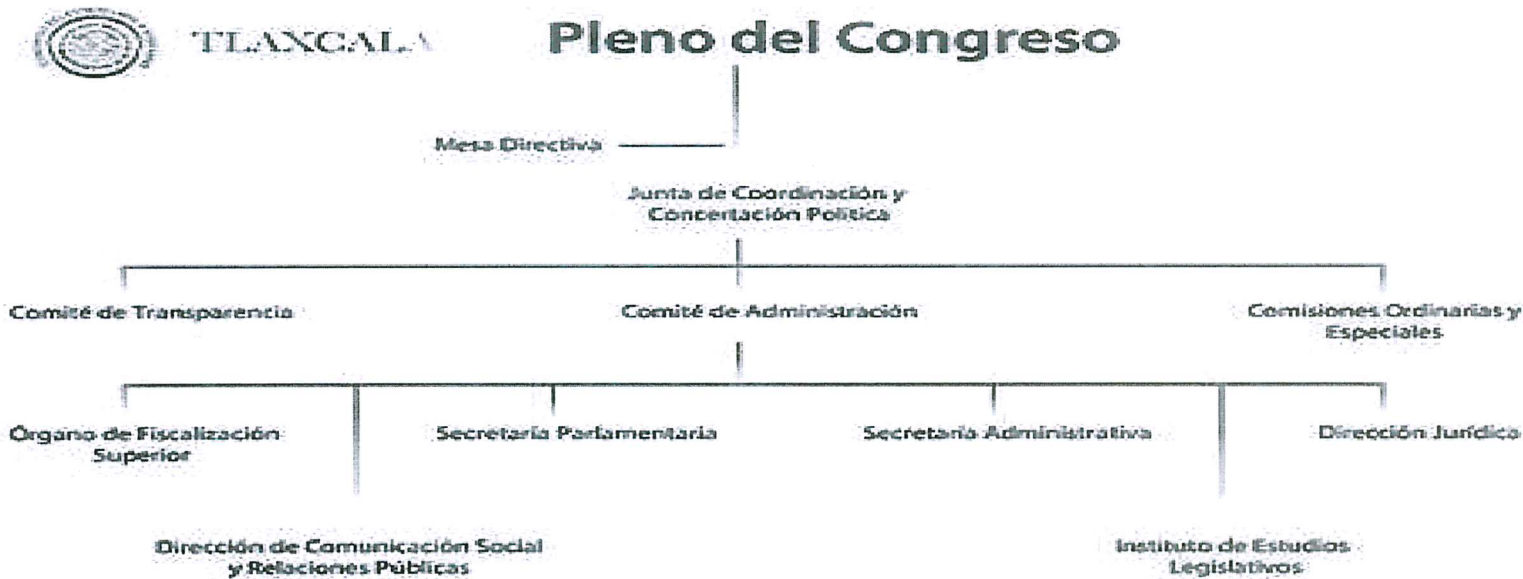 TLAXCALA
Pleno del Congreso
Mesa Directiva
Junta de Coordinación y
Concertación Política
Comité de Transparencia
Comité de Administración
Comisiones Ordinarias y
Especiales
Órgano de Fiscalización
Superior
Secretaría Parlamentaria
Secretaría Administrativa
Dirección Jurídica
Dirección de Comunicación Social
y Relaciones Públicas
Instituto de Estudios
Legislativos